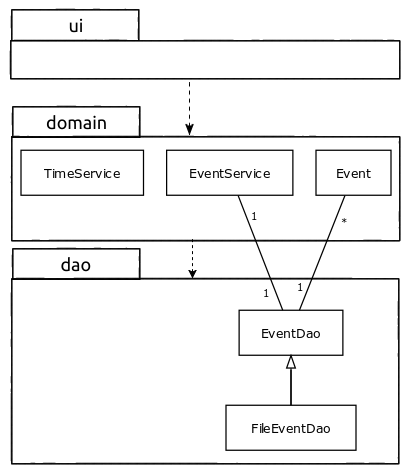 ui
domain
TimeService
EventService
Event
1
*
dao
1
1
EventDao
FileEventDao